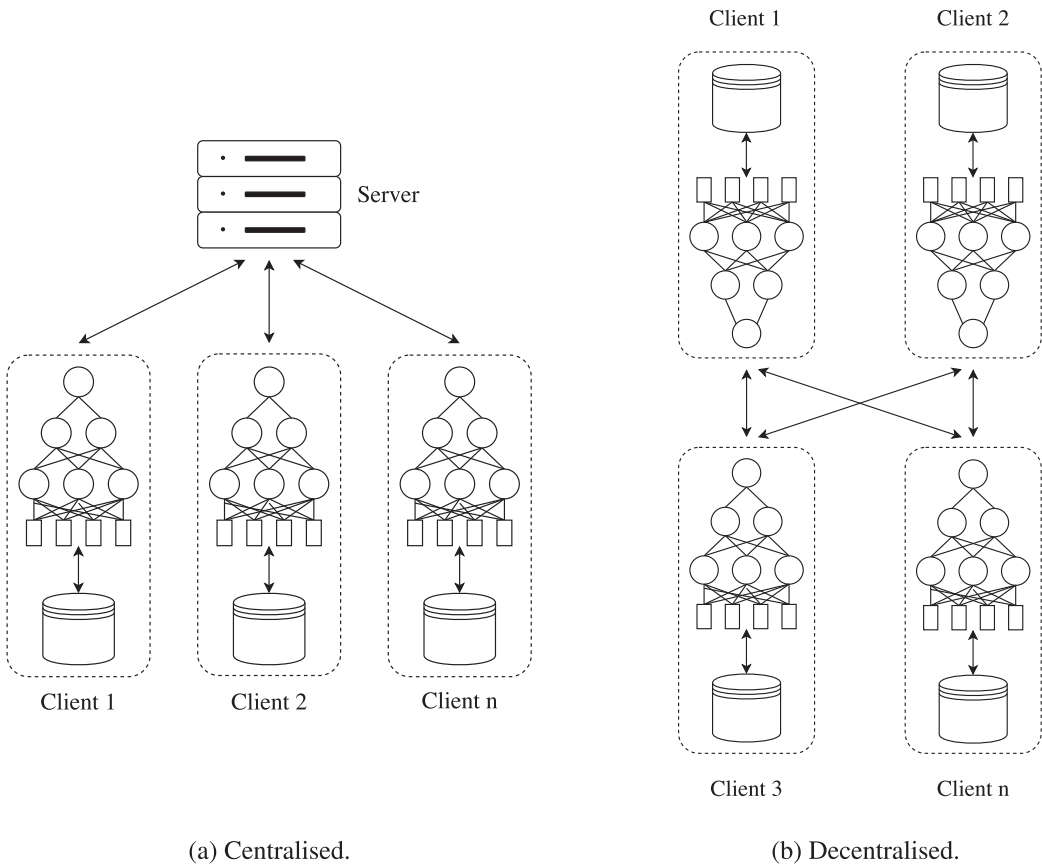 Server
Client 1
Client 2
Client n
(a) Centralised.
Client 1
Client 2
Client 3
Client n
(b) Decentralised.